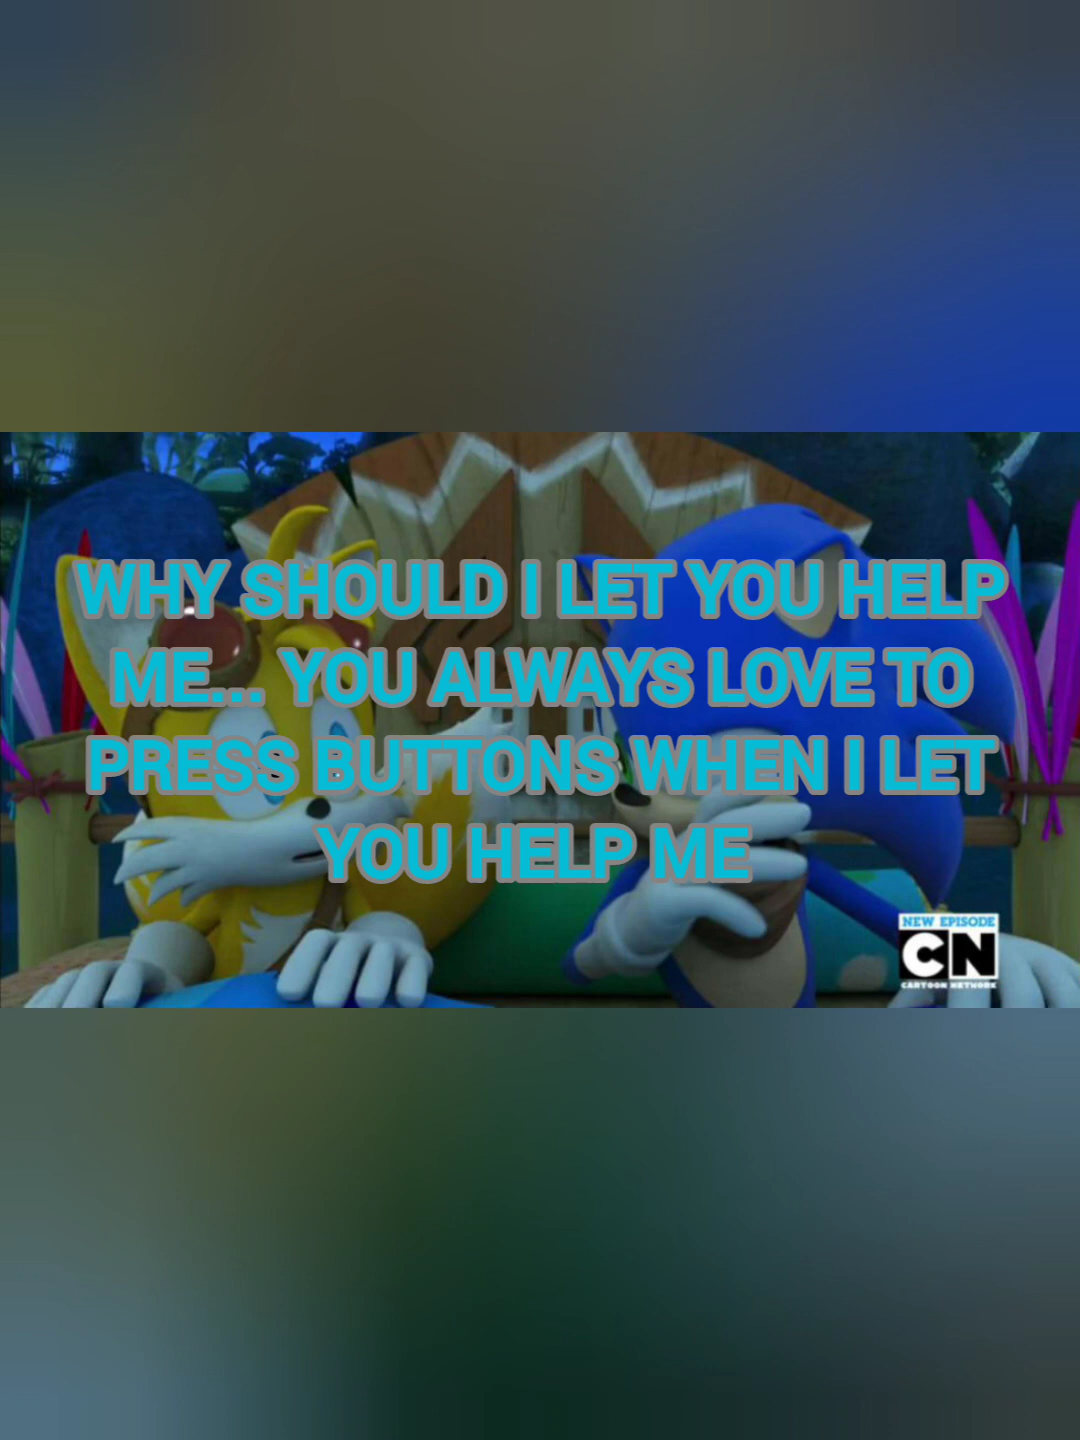 WHY SHOULD I LET YOU HELP
ME... YOU ALWAYS LOVE TO
PRESS BUTTONS WHEN I LET
YOU HELP ME
NEW EPISODE
CN
CARTOON NETWORK